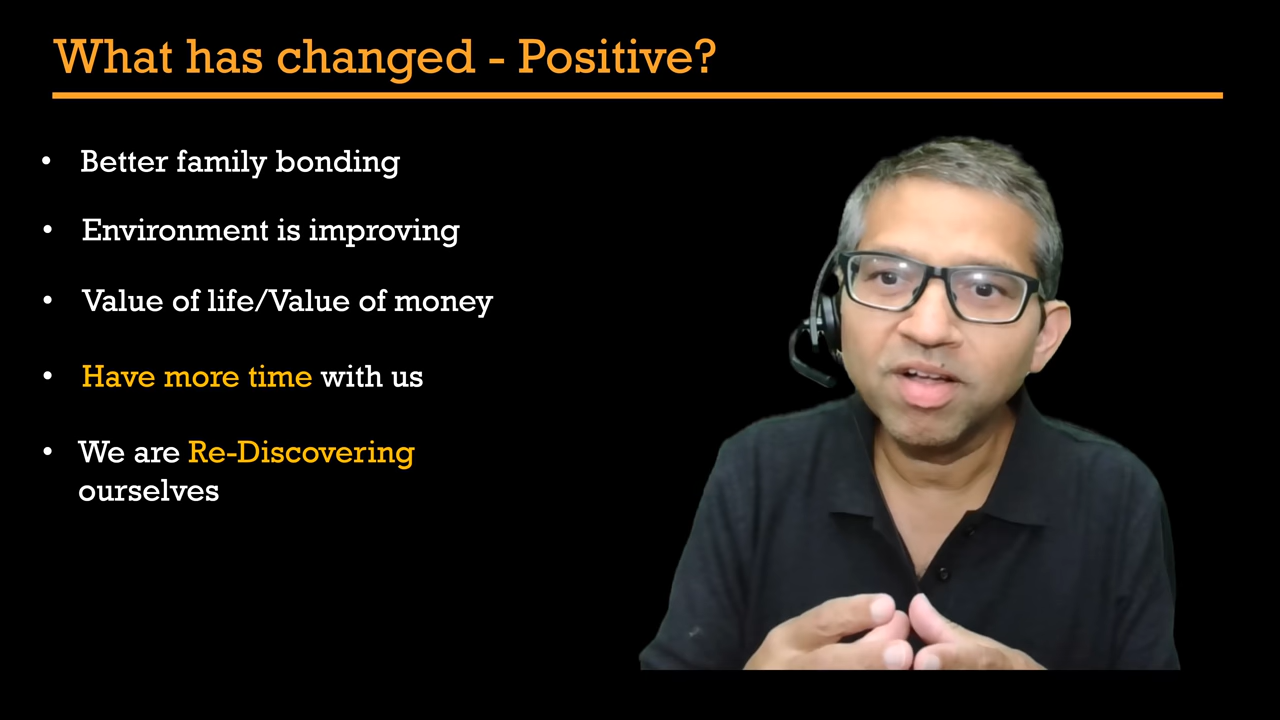 What has changed - Positive?
• Better family bonding
• Environment is improving
• Value of life/Value of money
• Have more time with us
• We are Re-Discovering
ourselves